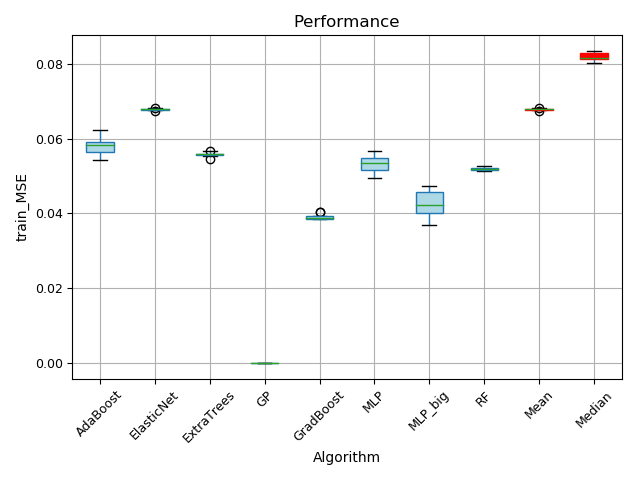 Performance
train_MSE
0.08
0.06
0.04
0.02
0.00
AdaBoost
ElasticNet
ExtraTrees
GP
GradBoost
MLP
MLP_big
RF
Mean
Median
Algorithm